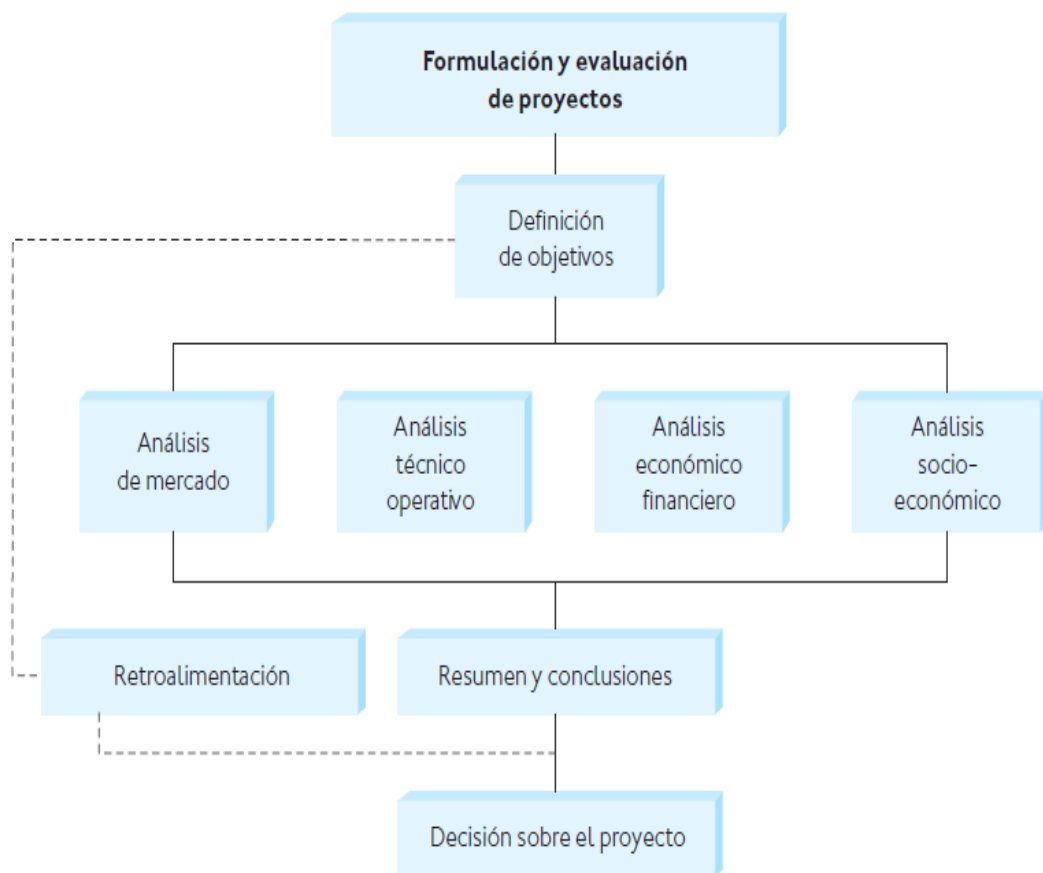 Formulación y evaluación
de proyectos
Definición
de objetivos
Análisis
de mercado
Análisis
técnico
operativo
Análisis
económico
financiero
Análisis
socio-
económico
Retroalimentación
Resumen y conclusiones
Decisión sobre el proyecto